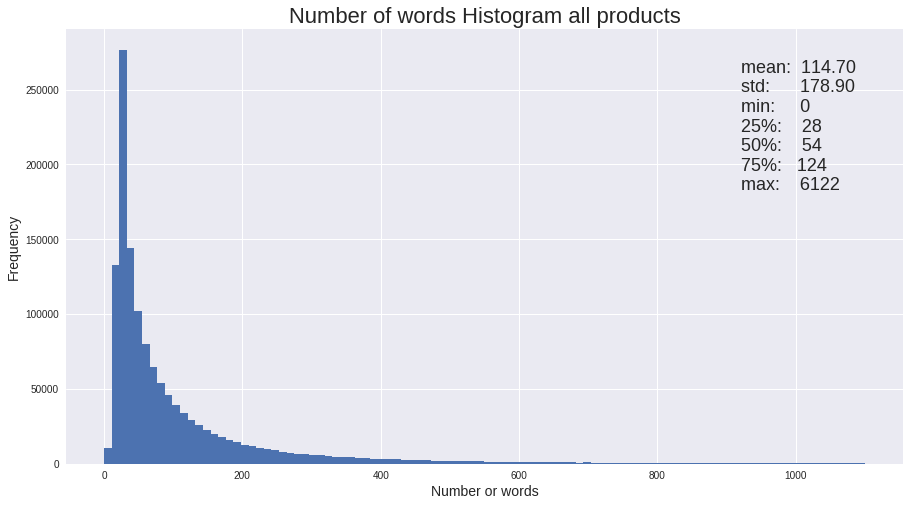 Number of words Histogram all products
mean: 114.70
std: 178.90
min: 0
25%: 28
50%: 54
75%: 124
max: 6122
250000
200000
150000
100000
50000
0
Frequency
0 200 400 600 800 1000
Number or words